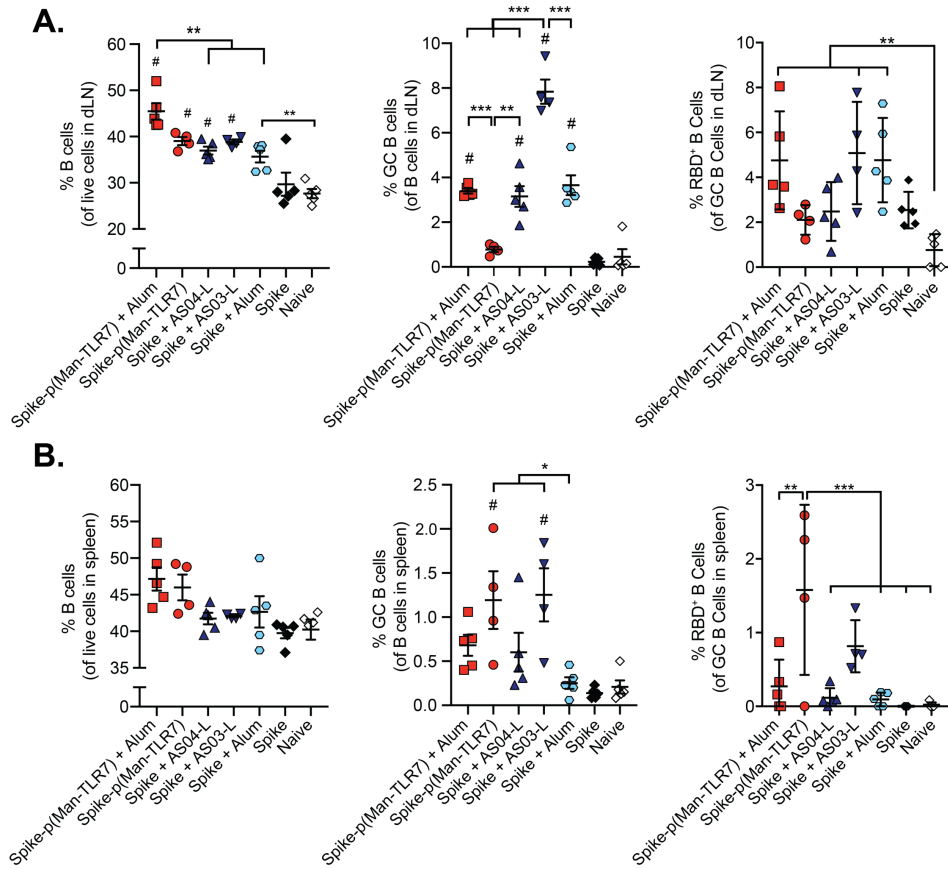 A.
% B cells
(of live cells in dLN)
60
50
40
30
20
0
**
#
#
#
#
**
Spike-p(Man-TLR7) + Alum
Spike-p(Man-TLR7)
Spike + AS04-L
Spike + AS03-L
Spike + Alum
Spike
Naive
% GC B cells
(of B cells in dLN)
10
8
6
4
2
0
***
***
#
***
**
#
#
#
Spike-p(Man-TLR7) + Alum
Spike-p(Man-TLR7)
Spike + AS04-L
Spike + AS03-L
Spike + Alum
Spike
Naive
% RBD⁺ B Cells
(of GC B Cells in dLN)
10
8
6
4
2
0
**
Spike-p(Man-TLR7) + Alum
Spike-p(Man-TLR7)
Spike + AS04-L
Spike + AS03-L
Spike + Alum
Spike
Naive
B.
% B cells
(of live cells in spleen)
60
55
50
45
40
35
0
Spike-p(Man-TLR7) + Alum
Spike-p(Man-TLR7)
Spike + AS04-L
Spike + AS03-L
Spike + Alum
Spike
Naive
% GC B cells
(of B cells in spleen)
2.5
2.0
1.5
1.0
0.5
0.0
*
#
#
Spike-p(Man-TLR7) + Alum
Spike-p(Man-TLR7)
Spike + AS04-L
Spike + AS03-L
Spike + Alum
Spike
Naive
% RBD⁺ B Cells
(of GC B Cells in spleen)
3
2
1
0
**
***
Spike-p(Man-TLR7) + Alum
Spike-p(Man-TLR7)
Spike + AS04-L
Spike + AS03-L
Spike + Alum
Spike
Naive